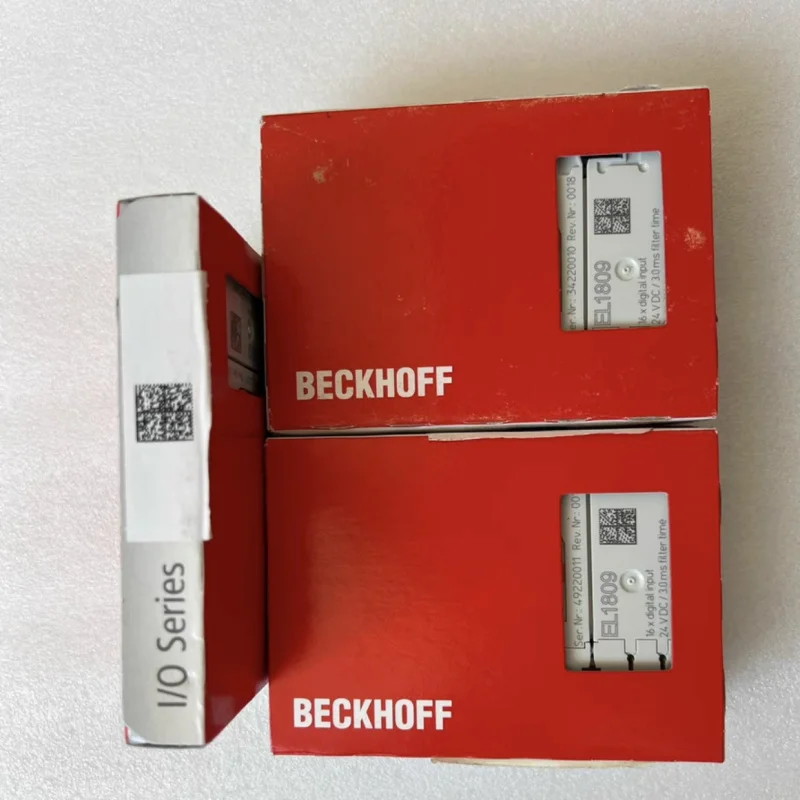 I/O Series
BECKHOFF
er. Nr.: 34220010 Rev. Nr.: 0018
EL1809
16 x digital input
24 V DC / 3.0 ms filter time
BECKHOFF
Ser. Nr.: 49220011 Rev. Nr.: 00
EL1809
16 x digital input
24 V DC / 3.0 ms filter time